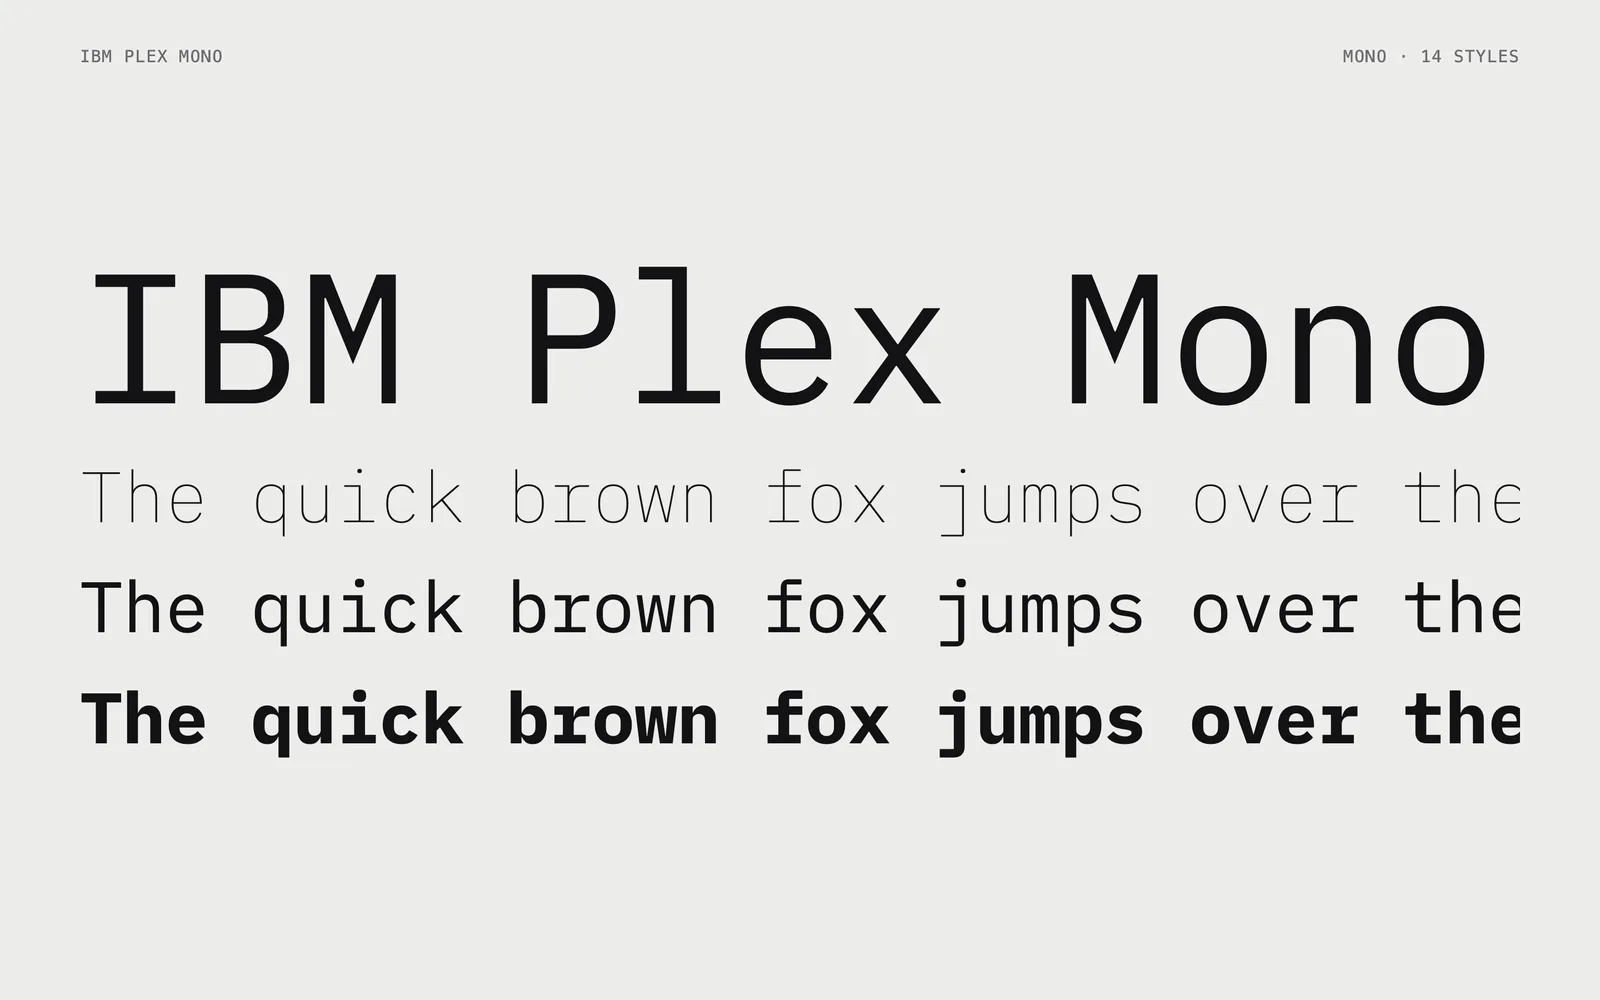 IBM PLEX MONO
MONO · 14 STYLES
IBM Plex Mono
The quick brown fox jumps over the
The quick brown fox jumps over the
The quick brown fox jumps over the